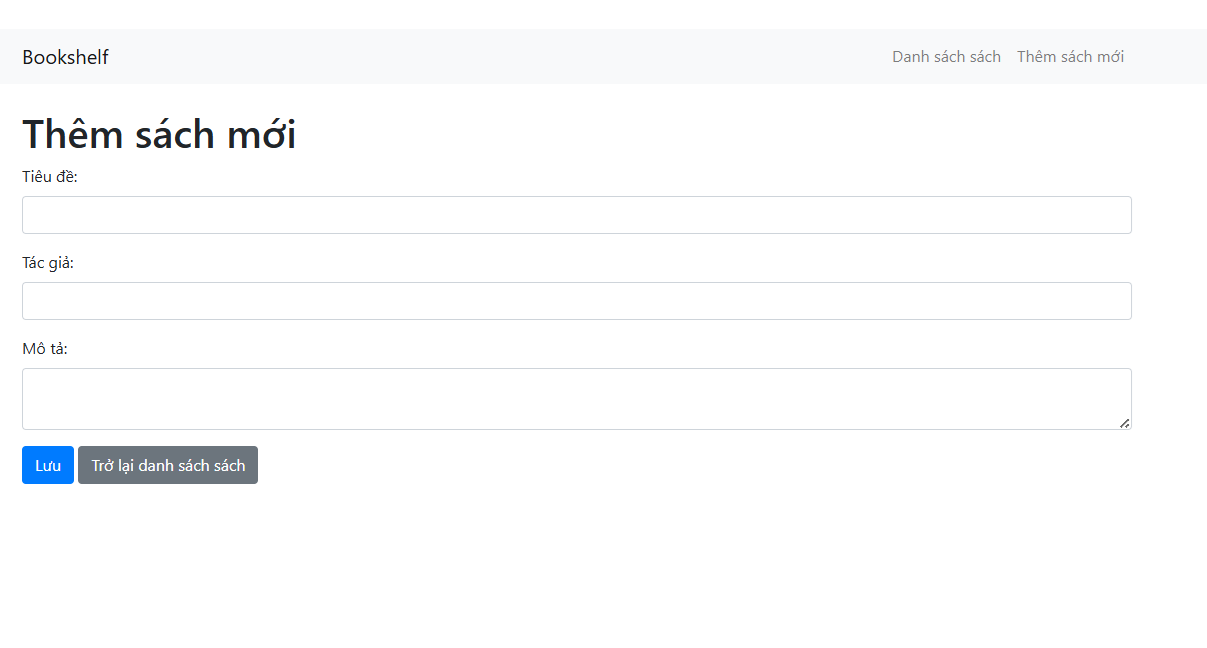 Bookshelf
Danh sách sách Thêm sách mới
Thêm sách mới
Tiêu đề:
Tác giả:
Mô tả:
Lưu Trở lại danh sách sách